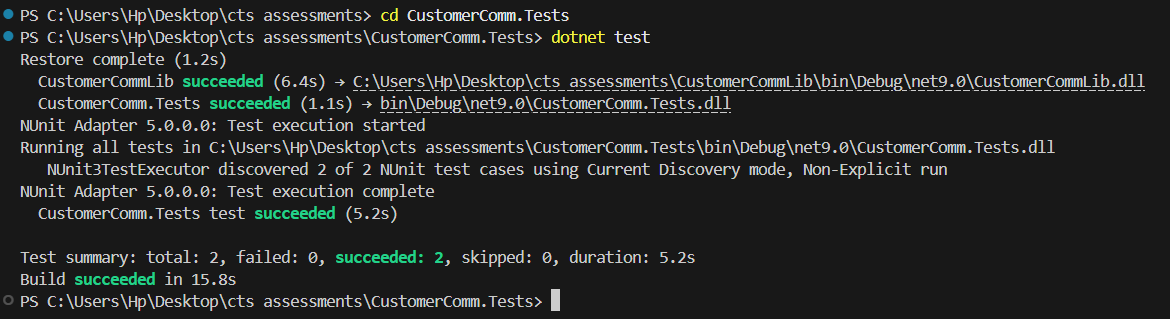 PS C:\Users\Hp\Desktop\cts assessments> cd CustomerComm.Tests
PS C:\Users\Hp\Desktop\cts assessments\CustomerComm.Tests> dotnet test
Restore complete (1.2s)
  CustomerCommLib succeeded (6.4s) → C:\Users\Hp\Desktop\cts assessments\CustomerCommLib\bin\Debug\net9.0\CustomerCommLib.dll
  CustomerComm.Tests succeeded (1.1s) → bin\Debug\net9.0\CustomerComm.Tests.dll
NUnit Adapter 5.0.0.0: Test execution started
Running all tests in C:\Users\Hp\Desktop\cts assessments\CustomerComm.Tests\bin\Debug\net9.0\CustomerComm.Tests.dll
   NUnit3TestExecutor discovered 2 of 2 NUnit test cases using Current Discovery mode, Non-Explicit run
NUnit Adapter 5.0.0.0: Test execution complete
  CustomerComm.Tests test succeeded (5.2s)

Test summary: total: 2, failed: 0, succeeded: 2, skipped: 0, duration: 5.2s
Build succeeded in 15.8s
PS C:\Users\Hp\Desktop\cts assessments\CustomerComm.Tests>